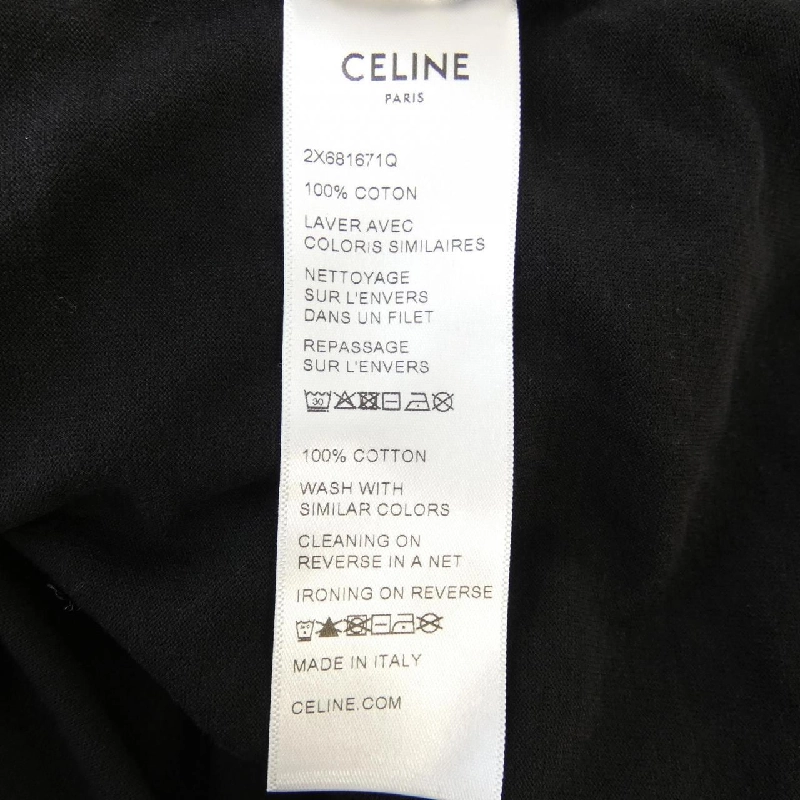 CELINE
PARIS
2X681671Q
100% COTON
LAVER AVEC
COLORIS SIMILAIRES
NETTOYAGE
SUR L'ENVERS
DANS UN FILET
REPASSAGE
SUR L'ENVERS
30
100% COTTON
WASH WITH
SIMILAR COLORS
CLEANING ON
REVERSE IN A NET
IRONING ON REVERSE
MADE IN ITALY
CELINE.COM